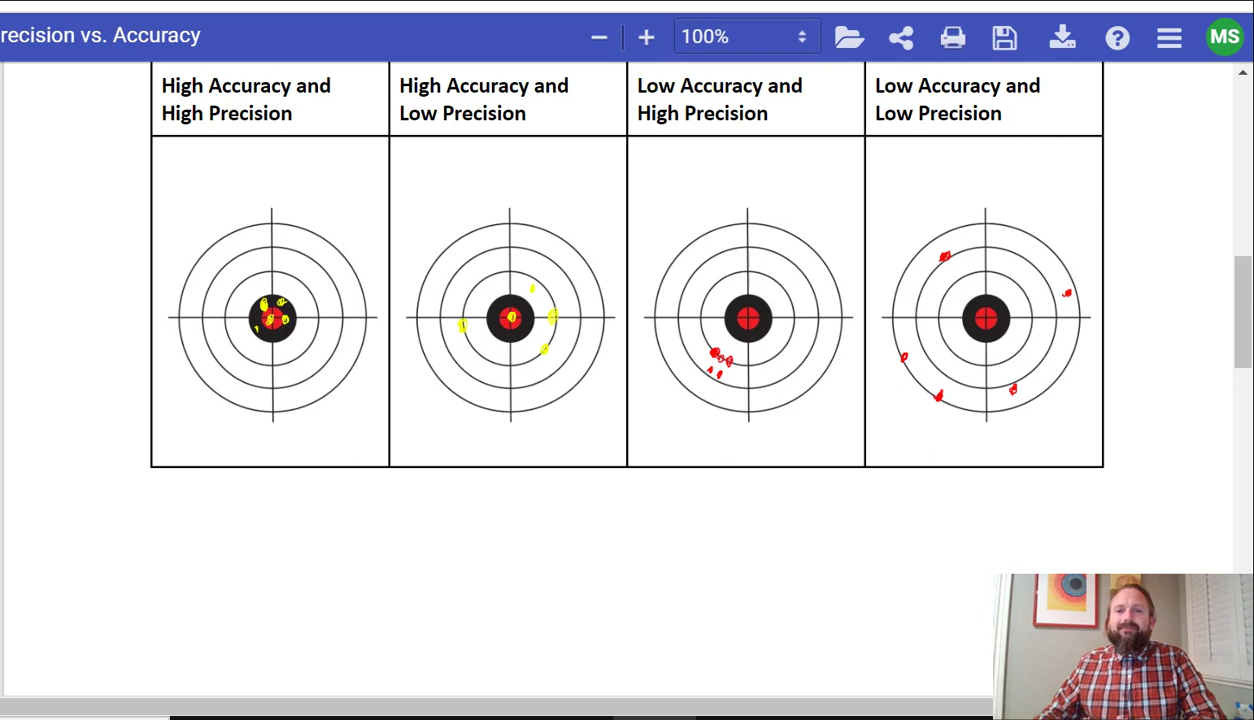 recision vs. Accuracy
100%
MS
High Accuracy and
High Precision
High Accuracy and
Low Precision
Low Accuracy and
High Precision
Low Accuracy and
Low Precision